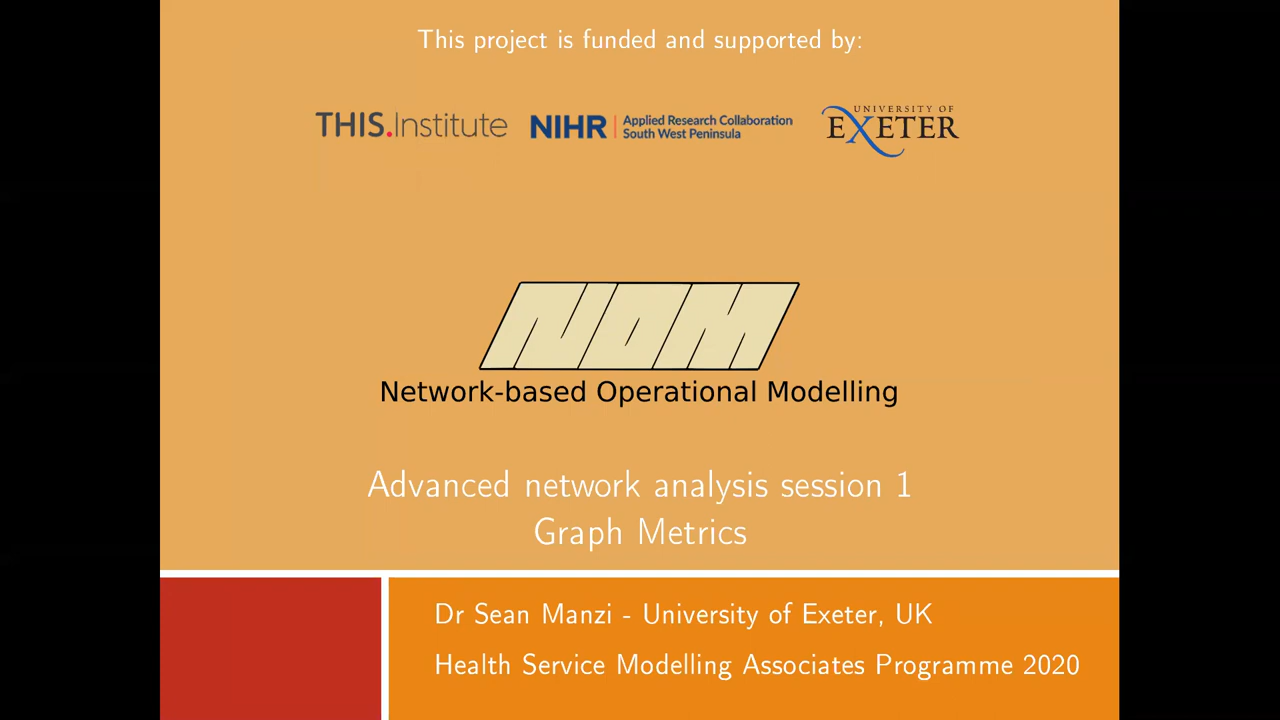 This project is funded and supported by:
THIS.Institute
NIHR | Applied Research Collaboration
South West Peninsula
UNIVERSITY OF
EXETER
NOM
Network-based Operational Modelling
Advanced network analysis session 1
Graph Metrics
Dr Sean Manzi - University of Exeter, UK
Health Service Modelling Associates Programme 2020